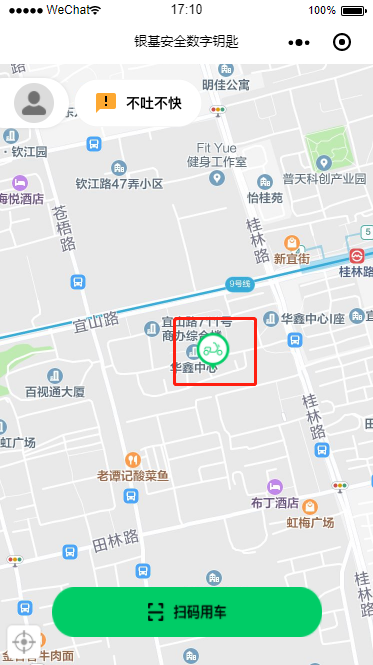 WeChat
17:10
100%
银基安全数字钥匙
不吐不快
路
明佳公寓
钦江园
Fit Yue
健身工作室
钦江路47弄小区
普天科创产业园
海悦酒店
怡桂苑
苍梧路
桂林路
5
新宜街
桂林
9号线
宜山路
宜山路711号
商办综合楼
华鑫中心I座
宜
华鑫中心
百视通大厦
虹广场
桂林路
老谭记酸菜鱼
布丁酒店
虹梅广场
田林路
桂林路
扫码用车
牛肉面